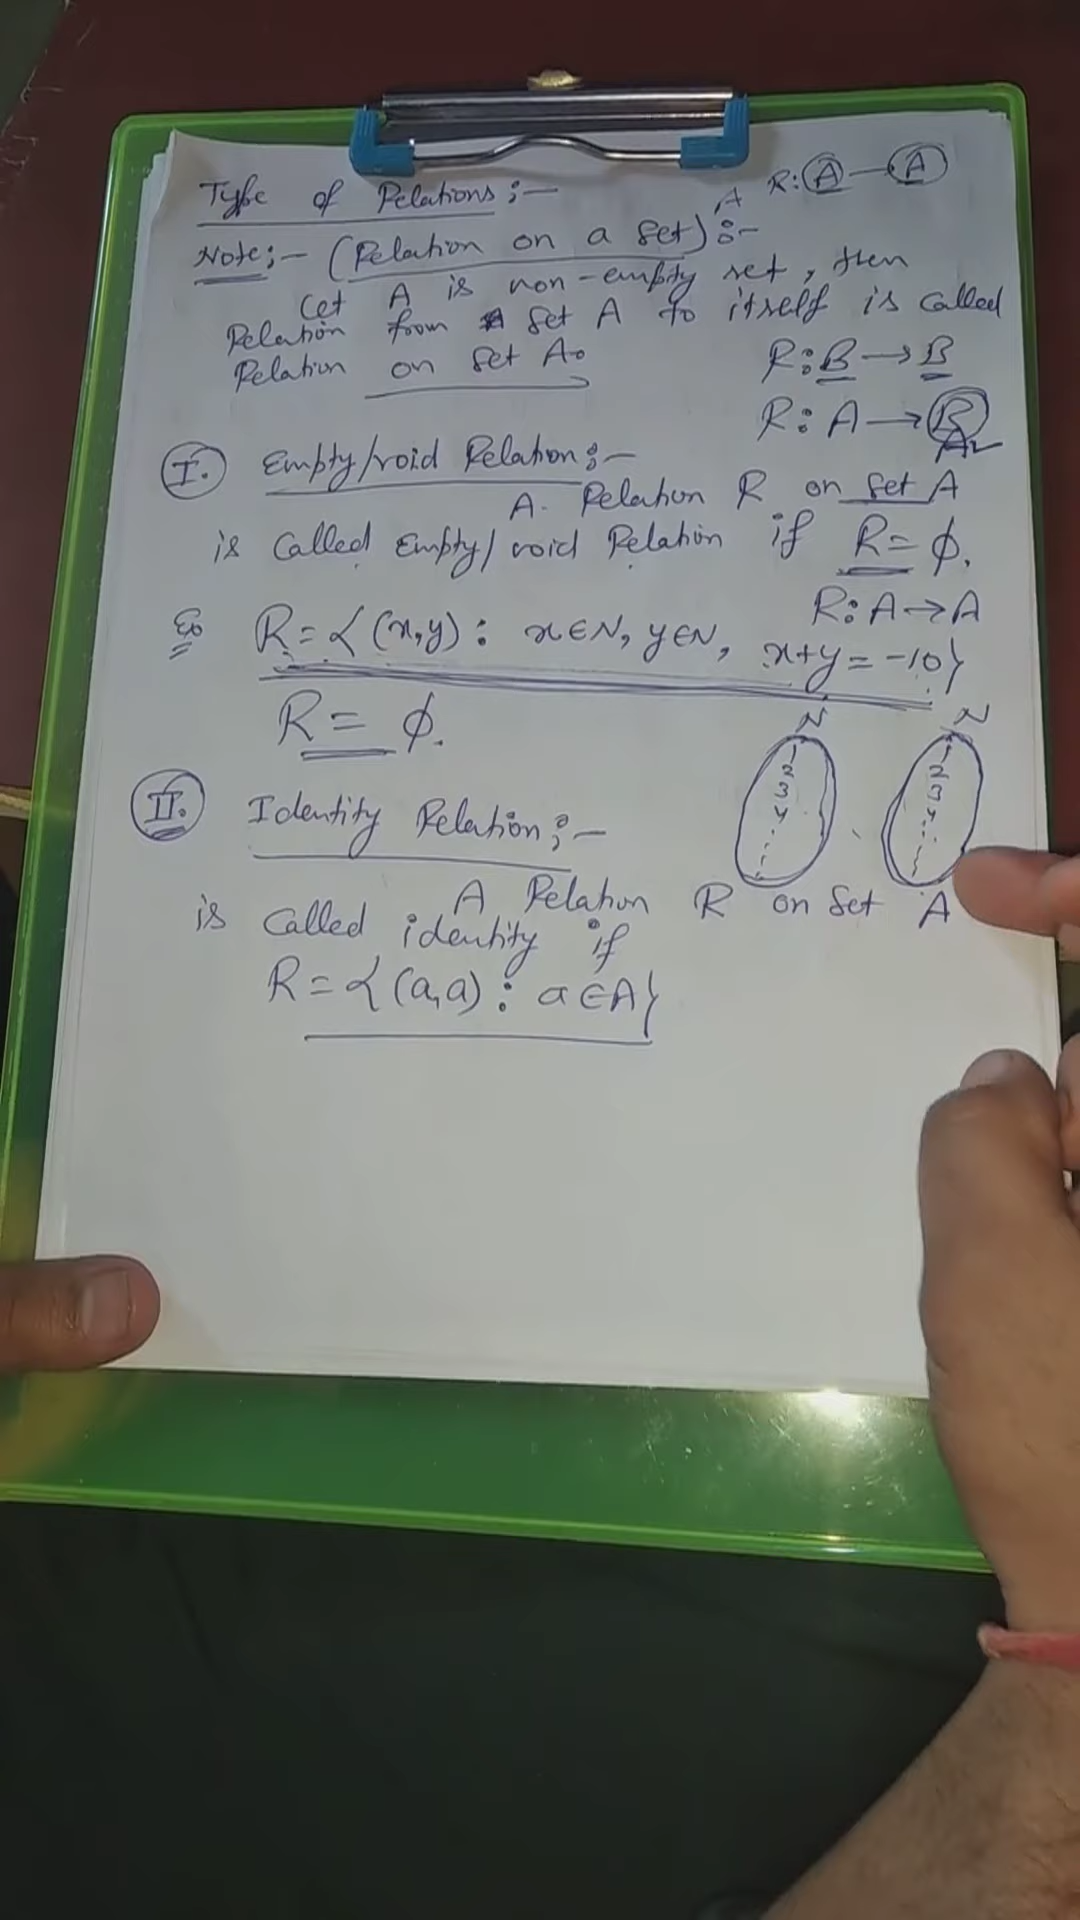 Type of Relations :-
R: A — A
Note :- (Relation on a set) :-
A
Let A is non-empty set, then
Relation from set A to itself is called
Relation on set A.
R: B → B
R: A → B
I. Empty/void Relation :-
A. Relation R on set A
is called Empty/void Relation if R = ϕ.
R: A → A
R = {(x,y) : x∈N, y∈N, x+y = -10}
R = ϕ.
N N
1 1
2 2
3 3
4 4
II. Identity Relation :-
A Relation R on set A
is called identity if
R = {(a,a) : a∈A}